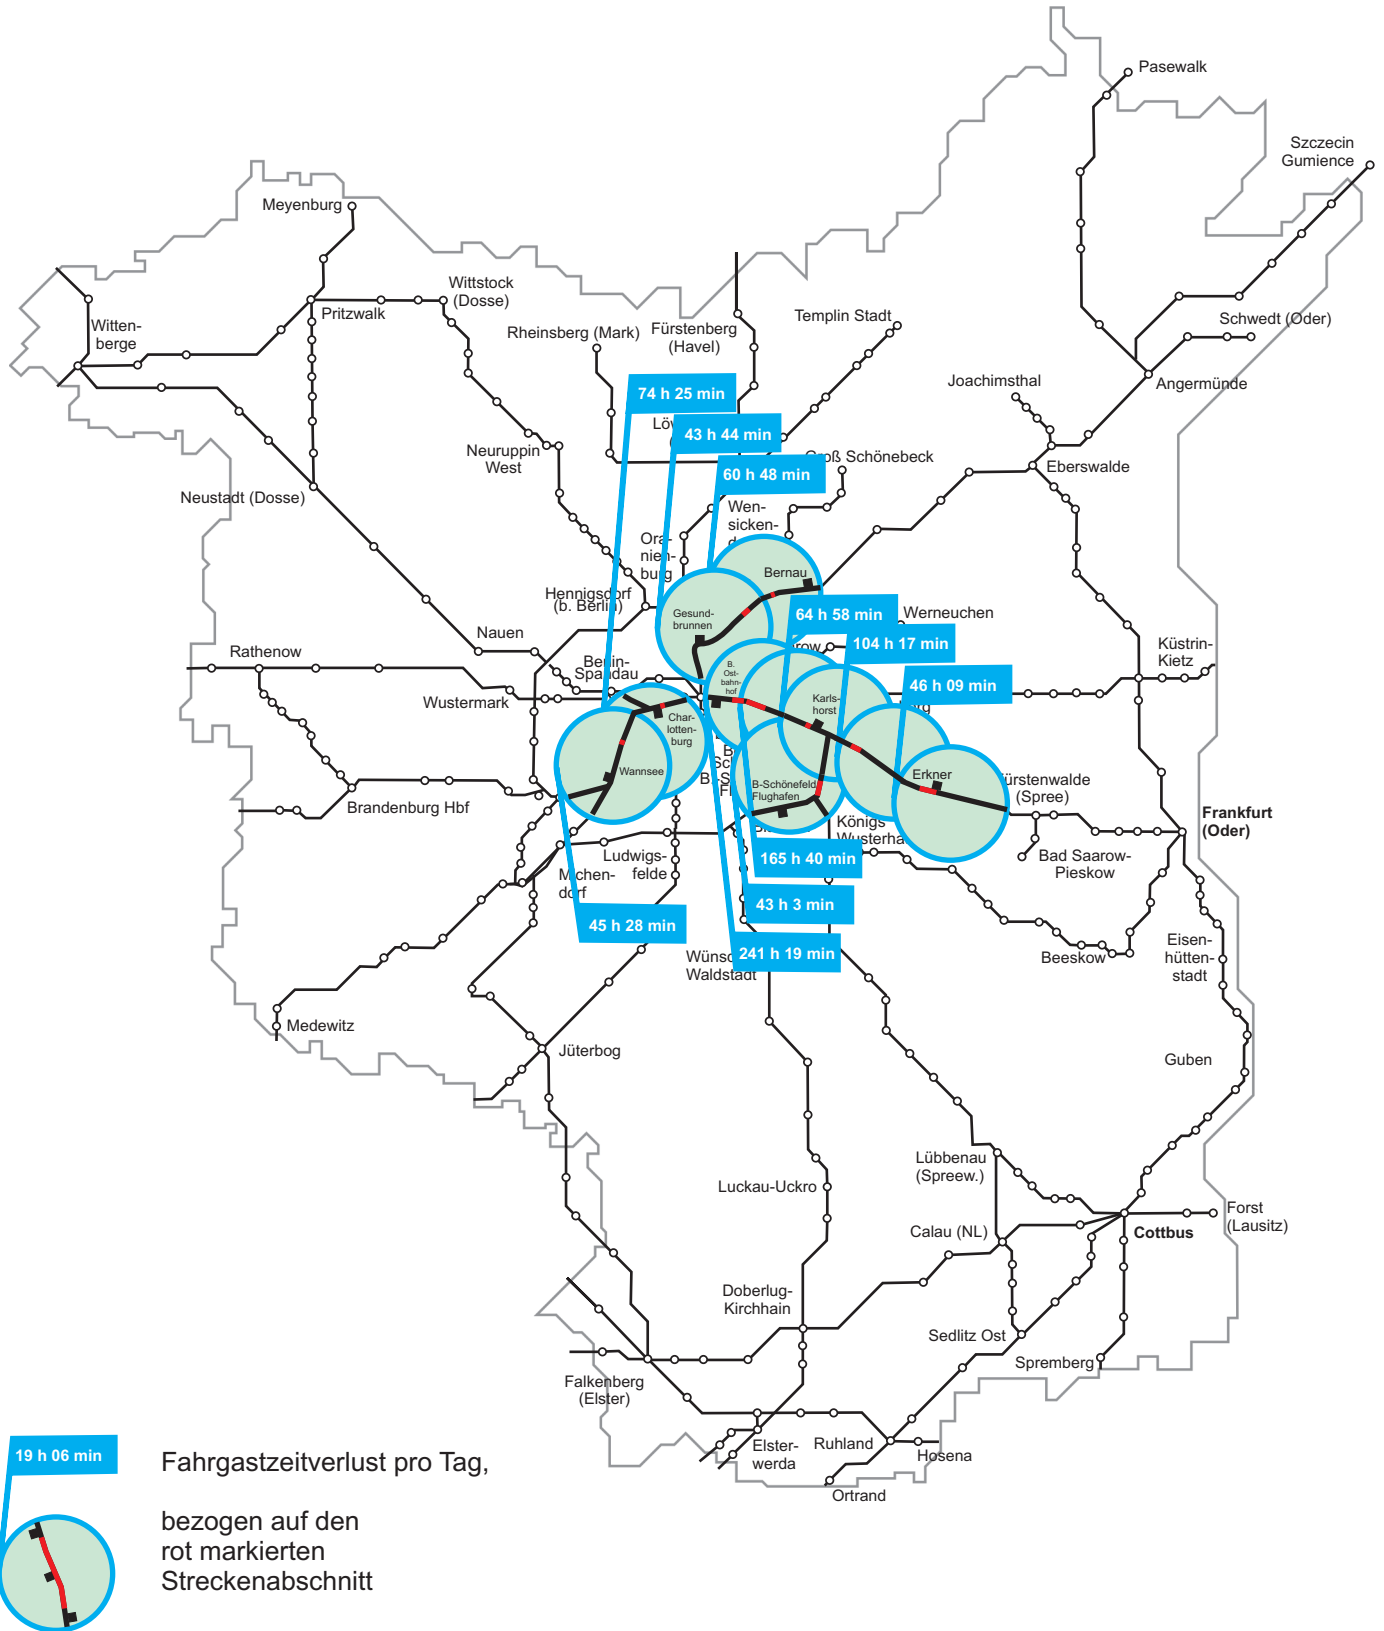 Pasewalk
Szczecin
Gumience
Meyenburg
Wittstock
(Dosse)
Pritzwalk
Witten-
berge
Rheinsberg (Mark)
Fürstenberg
(Havel)
Templin Stadt
Schwedt (Oder)
Joachimsthal
Angermünde
74 h 25 min
43 h 44 min
60 h 48 min
Neuruppin
West
Groß Schönebeck
Eberswalde
Neustadt (Dosse)
Wen-
sicken-
Ora-
nien-
burg
Bernau
Hennigsdorf
(b. Berlin)
Gesund-
brunnen
64 h 58 min
Werneuchen
104 h 17 min
Nauen
Küstrin-
Kietz
Rathenow
Berlin-
Spandau
B.
Ost-
bahn-
hof
46 h 09 min
Wustermark
Karls-
horst
Char-
lotten-
burg
Wannsee
B-Schönefeld
Flughafen
Erkner
Fürstenwalde
(Spree)
Brandenburg Hbf
Frankfurt
(Oder)
Königs
Wusterha
165 h 40 min
Bad Saarow-
Pieskow
Ludwigs-
felde
Michen-
dorf
43 h 3 min
45 h 28 min
241 h 19 min
Waldstadt
Beeskow
Eisen-
hütten-
stadt
Medewitz
Jüterbog
Guben
Lübbenau
(Spreew.)
Luckau-Uckro
Forst
(Lausitz)
Calau (NL)
Cottbus
Doberlug-
Kirchhain
Sedlitz Ost
Spremberg
Falkenberg
(Elster)
Elster-
werda
Ruhland
Hosena
Ortrand
19 h 06 min
Fahrgastzeitverlust pro Tag,
bezogen auf den
rot markierten
Streckenabschnitt